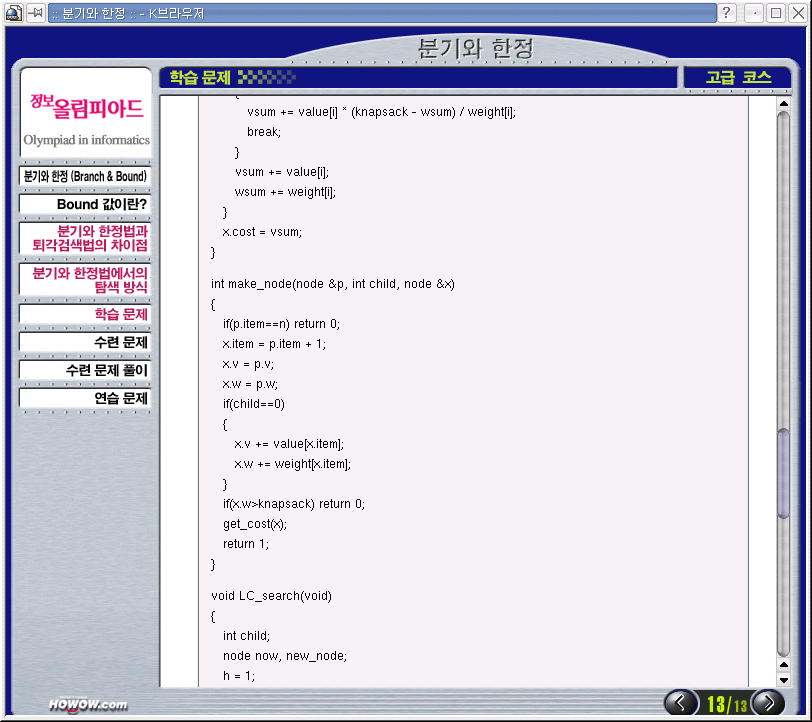 :: 분기와 한정 :: - K브라우저
분기와 한정
학습 문제
고급 코스
정보올림피아드
Olympiad in informatics
분기와 한정 (Branch & Bound)
Bound 값이란?
분기와 한정법과
퇴각검색법의 차이점
분기와 한정법에서의
탐색 방식
학습 문제
수련 문제
수련 문제 풀이
연습 문제
{
vsum += value[i] * (knapsack - wsum) / weight[i];
break;
}
vsum += value[i];
wsum += weight[i];
}
x.cost = vsum;
}
int make_node(node &p, int child, node &x)
{
if(p.item==n) return 0;
x.item = p.item + 1;
x.v = p.v;
x.w = p.w;
if(child==0)
{
x.v += value[x.item];
x.w += weight[x.item];
}
if(x.w>knapsack) return 0;
get_cost(x);
return 1;
}
void LC_search(void)
{
int child;
node now, new_node;
h = 1;
HOWOW.com
13/13